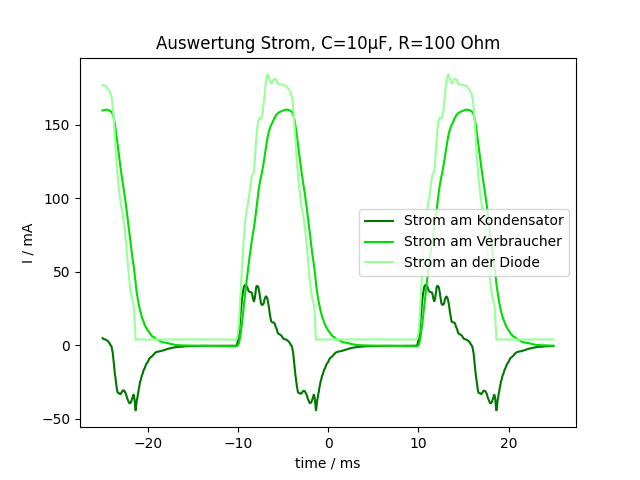 Auswertung Strom, C=10µF, R=100 Ohm
I / mA
150
100
50
0
−50
Strom am Kondensator
Strom am Verbraucher
Strom an der Diode
−20
−10
0
10
20
time / ms